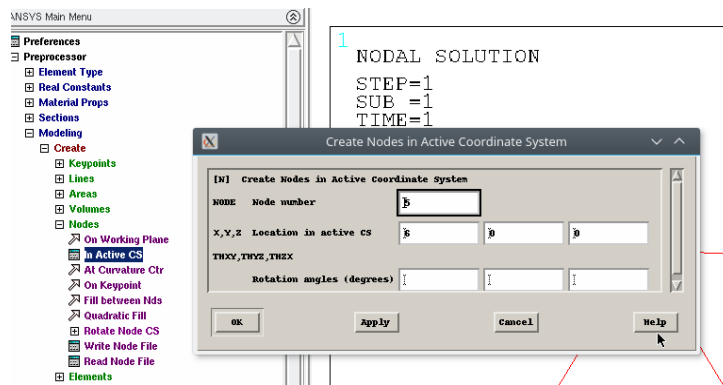 ANSYS Main Menu
Preferences
Preprocessor
Element Type
Real Constants
Material Props
Sections
Modeling
Create
Keypoints
Lines
Areas
Volumes
Nodes
On Working Plane
In Active CS
At Curvature Ctr
On Keypoint
Fill between Nds
Quadratic Fill
Rotate Node CS
Write Node File
Read Node File
Elements
1
NODAL SOLUTION
STEP=1
SUB =1
TIME=1
Create Nodes in Active Coordinate System
[N] Create Nodes in Active Coordinate System
NODE Node number 5
X,Y,Z Location in active CS 6 0 0
THXY,THYZ,THZX
Rotation angles (degrees)
OK Apply Cancel Help